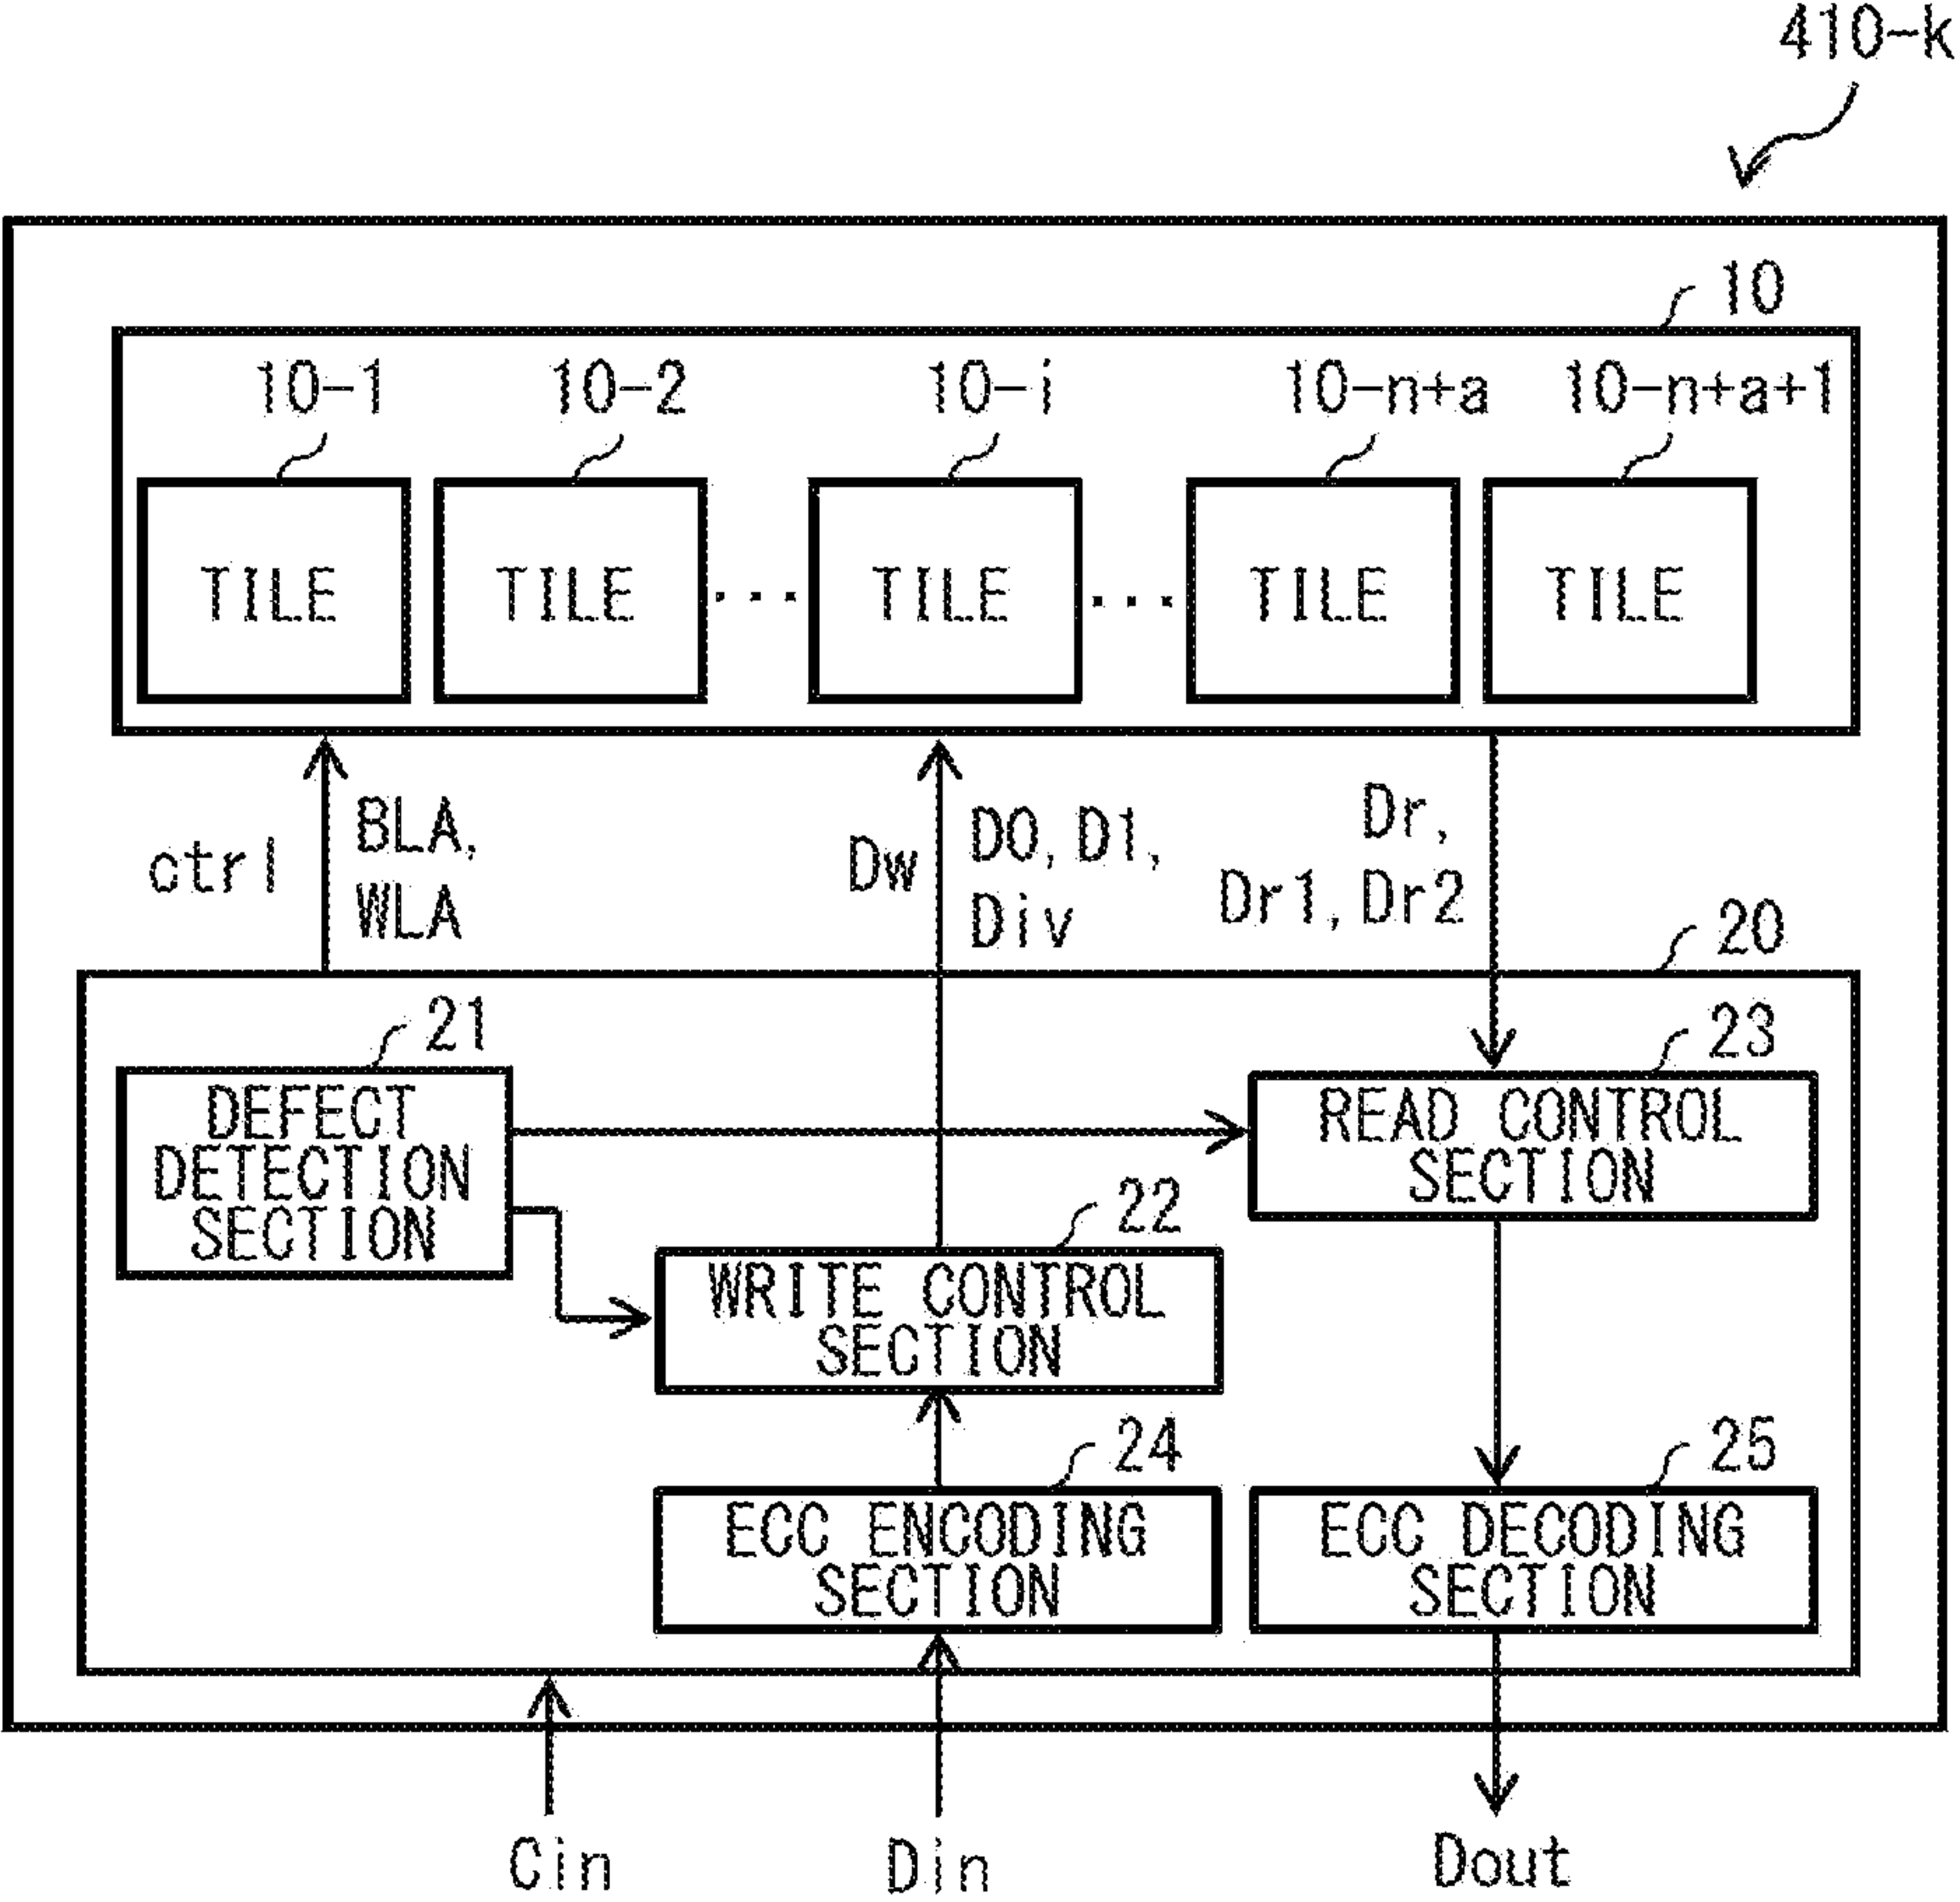 410-k
10
10-1 10-2 10-i 10-n+a 10-n+a+1
TILE TILE ... TILE ... TILE TILE
ctrl
BLA,
WLA
Dw
D0, D1,
Div
Dr,
Dr1, Dr2
20
21
DEFECT
DETECTION
SECTION
23
READ CONTROL
SECTION
22
WRITE CONTROL
SECTION
24
ECC ENCODING
SECTION
25
ECC DECODING
SECTION
Cin Din Dout